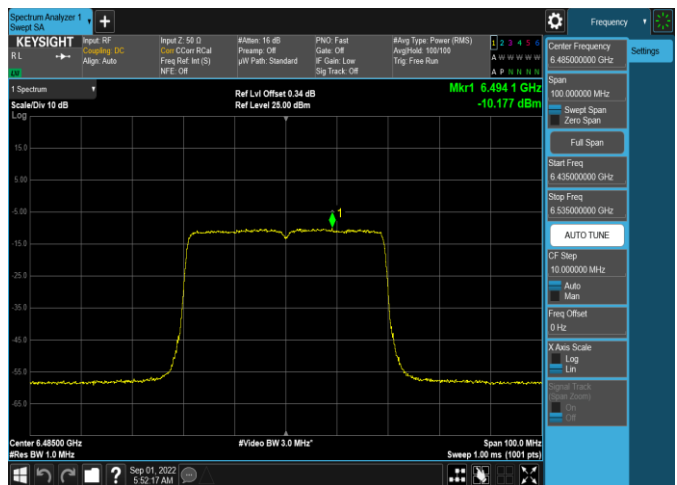 Spectrum Analyzer 1
Swept SA
Frequency
KEYSIGHT
Input: RF
Coupling: DC
Align: Auto
Input Z: 50 Ω
Corr CCorr RCal
Freq Ref: Int (S)
NFE: Off
#Atten: 16 dB
Preamp: Off
µW Path: Standard
PNO: Fast
Gate: Off
IF Gain: Low
Sig Track: Off
#Avg Type: Power (RMS)
Avg|Hold: 100/100
Trig: Free Run
1 2 3 4 5 6
A W W W W W
A P N N N N
R L
LV
1 Spectrum
Scale/Div 10 dB
Log
Ref Lvl Offset 0.34 dB
Ref Level 25.00 dBm
Mkr1 6.494 1 GHz
-10.177 dBm
15.0
5.00
-5.00
-15.0
-25.0
-35.0
-45.0
-55.0
-65.0
1
Center 6.48500 GHz
#Res BW 1.0 MHz
#Video BW 3.0 MHz*
Span 100.0 MHz
Sweep 1.00 ms (1001 pts)
Center Frequency
6.485000000 GHz
Settings
Span
100.000000 MHz
Swept Span
Zero Span
Full Span
Start Freq
6.435000000 GHz
Stop Freq
6.535000000 GHz
AUTO TUNE
CF Step
10.000000 MHz
Auto
Man
Freq Offset
0 Hz
X Axis Scale
Log
Lin
Signal Track
(Span Zoom)
On
Off
Sep 01, 2022
5:52:17 AM